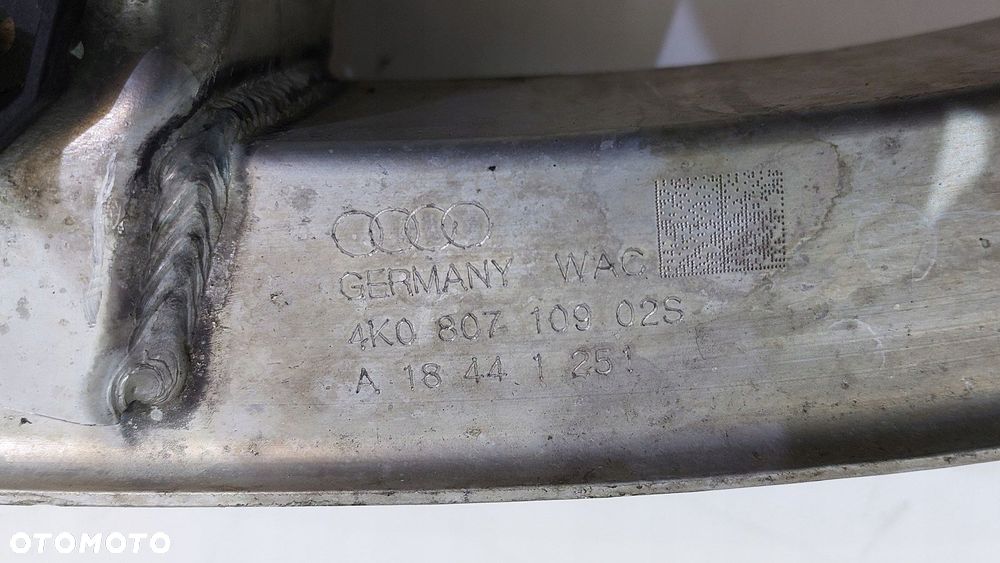 GERMANY WAC
4K0 807 109 02S
A 18 44 1 251
OTOMOTO